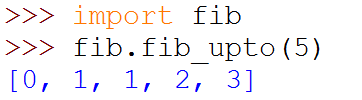 >>> import fib
>>> fib.fib_upto(5)
[0, 1, 1, 2, 3]